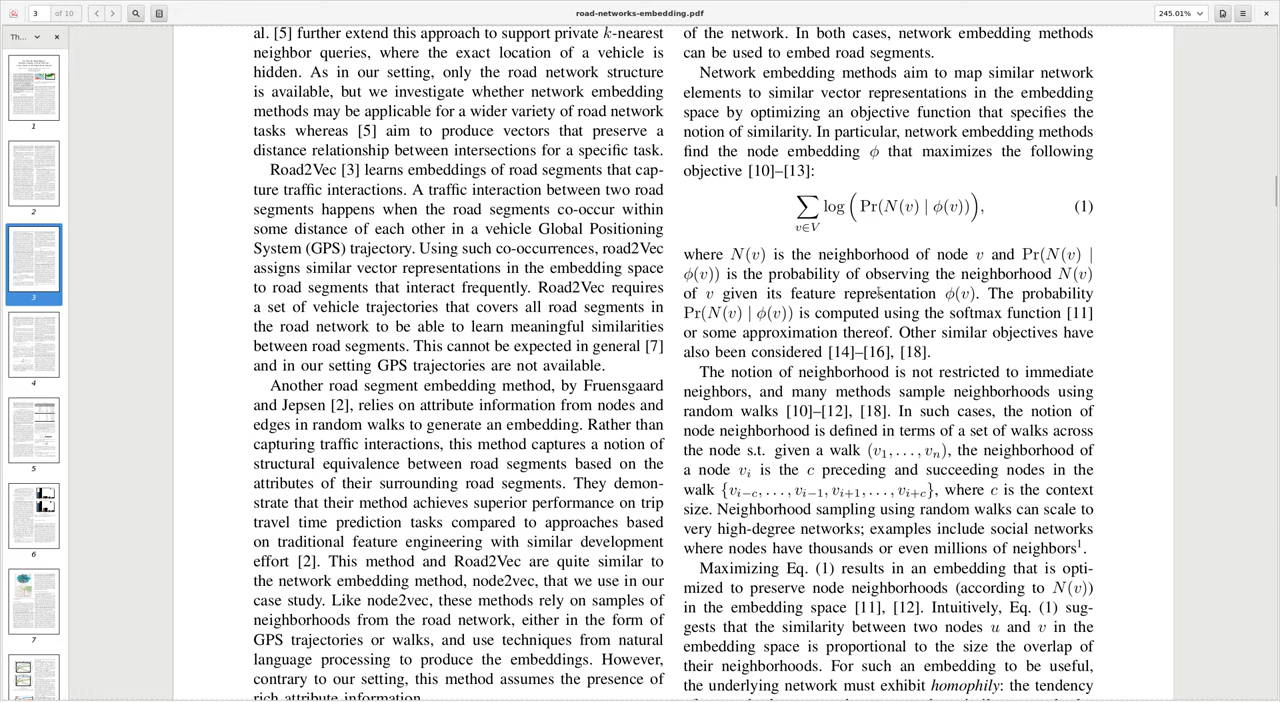 3
of 10
road-networks-embedding.pdf
245.01%
Th...
1
2
3
4
5
6
7
al. [5] further extend this approach to support private k-nearest
neighbor queries, where the exact location of a vehicle is
hidden. As in our setting, only the road network structure
is available, but we investigate whether network embedding
methods may be applicable for a wider variety of road network
tasks whereas [5] aim to produce vectors that preserve a
distance relationship between intersections for a specific task.
Road2Vec [3] learns embeddings of road segments that cap-
ture traffic interactions. A traffic interaction between two road
segments happens when the road segments co-occur within
some distance of each other in a vehicle Global Positioning
System (GPS) trajectory. Using these co-occurrences, road2Vec
assigns similar vector representations in the embedding space
to road segments that interact frequently. Road2Vec requires
a set of vehicle trajectories that covers all road segments in
the road network to be able to learn meaningful similarities
between road segments. This cannot be expected in general [7]
and in our setting GPS trajectories are not available.
Another road segment embedding method, by Fruensgaard
and Jepsen [2], relies on attribute information from nodes and
edges in random walks to generate an embedding. Rather than
capturing traffic interactions, the method captures a notion of
structural equivalence between road segments based on the
attributes of their surrounding road segments. They demon-
strate that their method achieves superior performance on a
travel time prediction tasks compared to approaches based
on traditional feature engineering with similar development
effort [2]. This method and Road2Vec are quite similar to
the network embedding method, node2vec, that we use in our
case study: Like node2vec, these methods rely on samples of
neighborhoods from the road network, either in the form of
GPS trajectories or walks, and use techniques from natural
language processing to produce the embedding. However,
contrary to our setting, this method assumes the presence of
rich attribute information.
of the network. In both cases, network embedding methods
can be used to embed road segments.
Network embedding methods aim to map similar network
elements to similar vector representations in the embedding
space by optimizing an objective function that specifies the
notion of similarity. In particular, network embedding methods
find the node embedding ϕ that maximizes the following
objective [10]–[13]:
∑ v∈V log ( Pr(N(v) | ϕ(v)) ), (1)
where N(v) is the neighborhood of node v and Pr(N(v) |
ϕ(v)) is the probability of observing the neighborhood N(v)
of v given its feature representation ϕ(v). The probability
Pr(N(v) | ϕ(v)) is computed using the softmax function [11]
or some approximation thereof. Other similar objectives have
also been considered [14]–[16], [18].
The notion of neighborhood is not restricted to immediate
neighbors and many methods sample neighborhoods using
random walks [10]–[12], [18]. In such cases, the notion of
node neighborhood is defined in terms of a set of walks across
the graph s.t. given a walk (v1, . . . , vn), the neighborhood of
a node vi is the c preceding and succeeding nodes in the
walk {vi−c, . . . , vi−1, vi+1, . . . , vi+c}, where c is the context
size. Neighborhood sampling using random walks can scale to
very high-degree networks; examples include social networks
where nodes have thousands or even millions of neighbors1.
Maximizing Eq. (1) results in an embedding that is opti-
mized to preserve node neighborhoods (according to N(v))
in the embedding space [11], [12]. Intuitively, Eq. (1) sug-
gests that the similarity between two nodes u and v in the
embedding space is proportional to the size the overlap of
their neighborhoods. For such an embedding to be useful,
the underlying network must exhibit homophily: the tendency